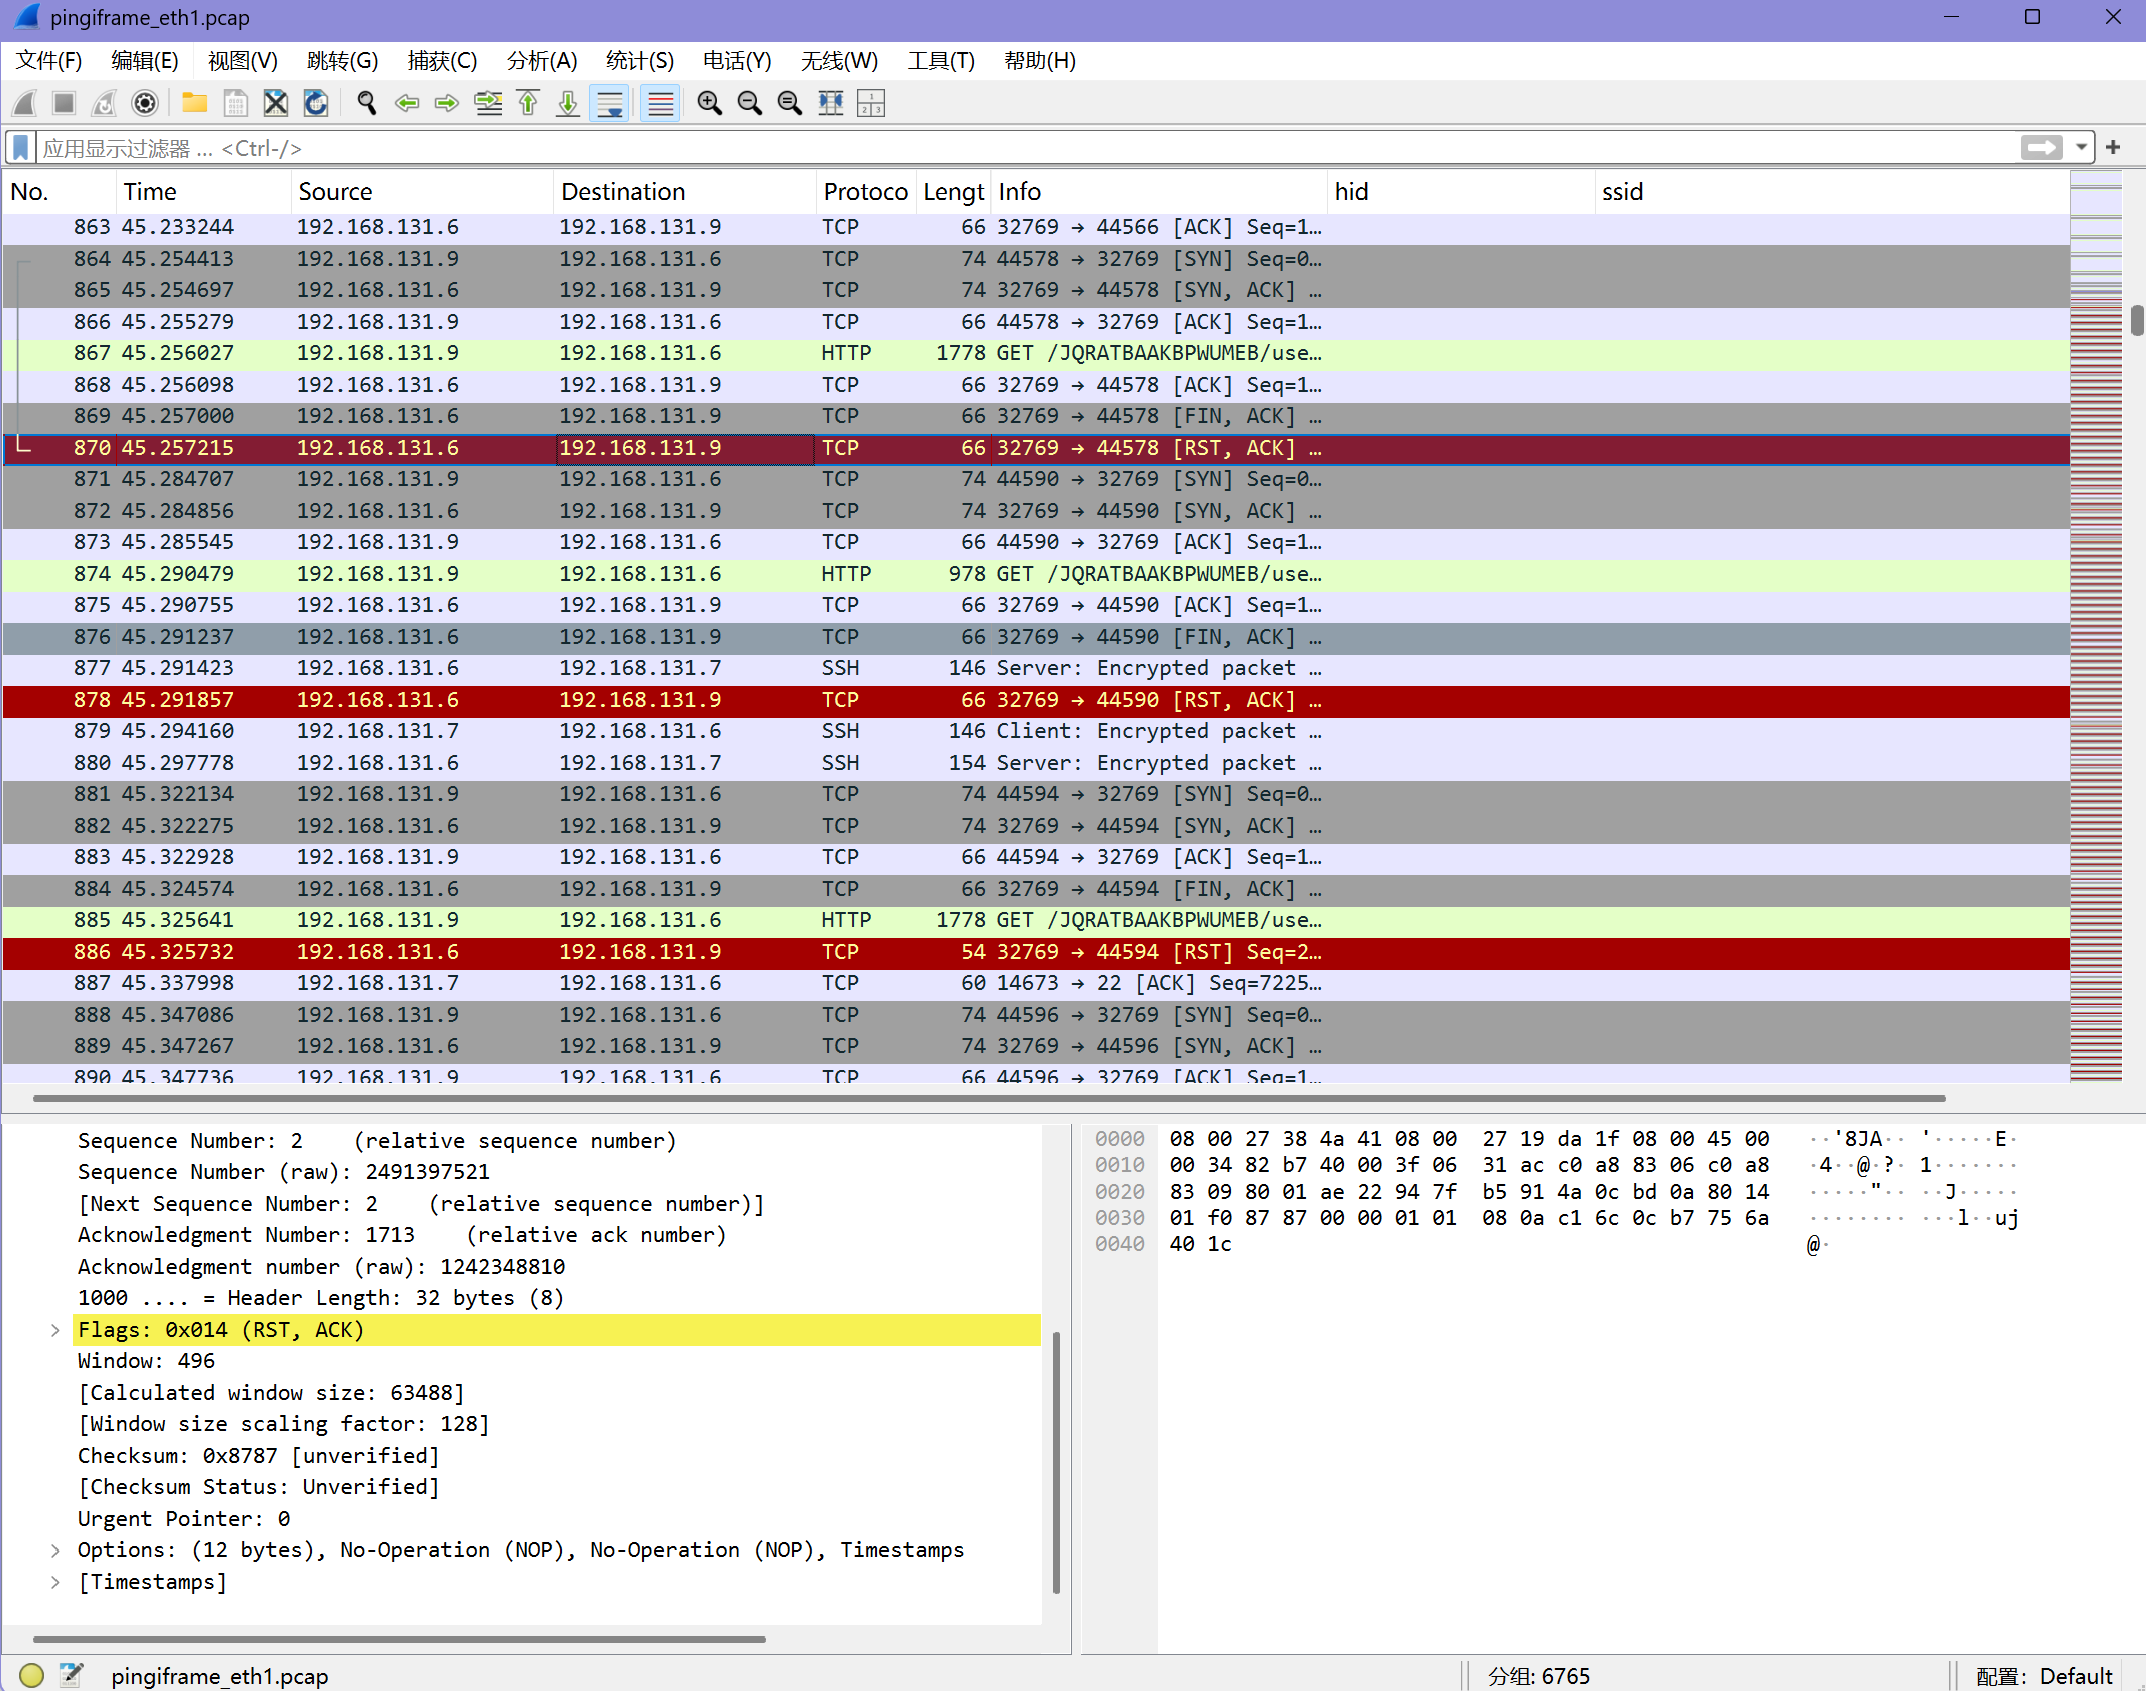 pingiframe_eth1.pcap
文件(F) 编辑(E) 视图(V) 跳转(G) 捕获(C) 分析(A) 统计(S) 电话(Y) 无线(W) 工具(T) 帮助(H)
应用显示过滤器 … <Ctrl-/>
No. Time Source Destination Protoco Lengt Info hid ssid
863 45.233244 192.168.131.6 192.168.131.9 TCP 66 32769 → 44566 [ACK] Seq=1…
864 45.254413 192.168.131.9 192.168.131.6 TCP 74 44578 → 32769 [SYN] Seq=0…
865 45.254697 192.168.131.6 192.168.131.9 TCP 74 32769 → 44578 [SYN, ACK] …
866 45.255279 192.168.131.9 192.168.131.6 TCP 66 44578 → 32769 [ACK] Seq=1…
867 45.256027 192.168.131.9 192.168.131.6 HTTP 1778 GET /JQRATBAAKBPWUMEB/use…
868 45.256098 192.168.131.6 192.168.131.9 TCP 66 32769 → 44578 [ACK] Seq=1…
869 45.257000 192.168.131.6 192.168.131.9 TCP 66 32769 → 44578 [FIN, ACK] …
870 45.257215 192.168.131.6 192.168.131.9 TCP 66 32769 → 44578 [RST, ACK] …
871 45.284707 192.168.131.9 192.168.131.6 TCP 74 44590 → 32769 [SYN] Seq=0…
872 45.284856 192.168.131.6 192.168.131.9 TCP 74 32769 → 44590 [SYN, ACK] …
873 45.285545 192.168.131.9 192.168.131.6 TCP 66 44590 → 32769 [ACK] Seq=1…
874 45.290479 192.168.131.9 192.168.131.6 HTTP 978 GET /JQRATBAAKBPWUMEB/use…
875 45.290755 192.168.131.6 192.168.131.9 TCP 66 32769 → 44590 [ACK] Seq=1…
876 45.291237 192.168.131.6 192.168.131.9 TCP 66 32769 → 44590 [FIN, ACK] …
877 45.291423 192.168.131.6 192.168.131.7 SSH 146 Server: Encrypted packet …
878 45.291857 192.168.131.6 192.168.131.9 TCP 66 32769 → 44590 [RST, ACK] …
879 45.294160 192.168.131.7 192.168.131.6 SSH 146 Client: Encrypted packet …
880 45.297778 192.168.131.6 192.168.131.7 SSH 154 Server: Encrypted packet …
881 45.322134 192.168.131.9 192.168.131.6 TCP 74 44594 → 32769 [SYN] Seq=0…
882 45.322275 192.168.131.6 192.168.131.9 TCP 74 32769 → 44594 [SYN, ACK] …
883 45.322928 192.168.131.9 192.168.131.6 TCP 66 44594 → 32769 [ACK] Seq=1…
884 45.324574 192.168.131.6 192.168.131.9 TCP 66 32769 → 44594 [FIN, ACK] …
885 45.325641 192.168.131.9 192.168.131.6 HTTP 1778 GET /JQRATBAAKBPWUMEB/use…
886 45.325732 192.168.131.6 192.168.131.9 TCP 54 32769 → 44594 [RST] Seq=2…
887 45.337998 192.168.131.7 192.168.131.6 TCP 60 14673 → 22 [ACK] Seq=7225…
888 45.347086 192.168.131.9 192.168.131.6 TCP 74 44596 → 32769 [SYN] Seq=0…
889 45.347267 192.168.131.6 192.168.131.9 TCP 74 32769 → 44596 [SYN, ACK] …
890 45.347736 192.168.131.9 192.168.131.6 TCP 66 44596 → 32769 [ACK] Seq=1…
Sequence Number: 2    (relative sequence number)
Sequence Number (raw): 2491397521
[Next Sequence Number: 2    (relative sequence number)]
Acknowledgment Number: 1713    (relative ack number)
Acknowledgment number (raw): 1242348810
1000 .... = Header Length: 32 bytes (8)
Flags: 0x014 (RST, ACK)
Window: 496
[Calculated window size: 63488]
[Window size scaling factor: 128]
Checksum: 0x8787 [unverified]
[Checksum Status: Unverified]
Urgent Pointer: 0
Options: (12 bytes), No-Operation (NOP), No-Operation (NOP), Timestamps
[Timestamps]
0000 08 00 27 38 4a 41 08 00 27 19 da 1f 08 00 45 00 ··'8JA·· '·····E·
0010 00 34 82 b7 40 00 3f 06 31 ac c0 a8 83 06 c0 a8 ·4··@·?· 1·······
0020 83 09 80 01 ae 22 94 7f b5 91 4a 0c bd 0a 80 14 ·····"·· ··J·····
0030 01 f0 87 87 00 00 01 01 08 0a c1 6c 0c b7 75 6a ········ ···l··uj
0040 40 1c @·
pingiframe_eth1.pcap 分组: 6765 配置: Default